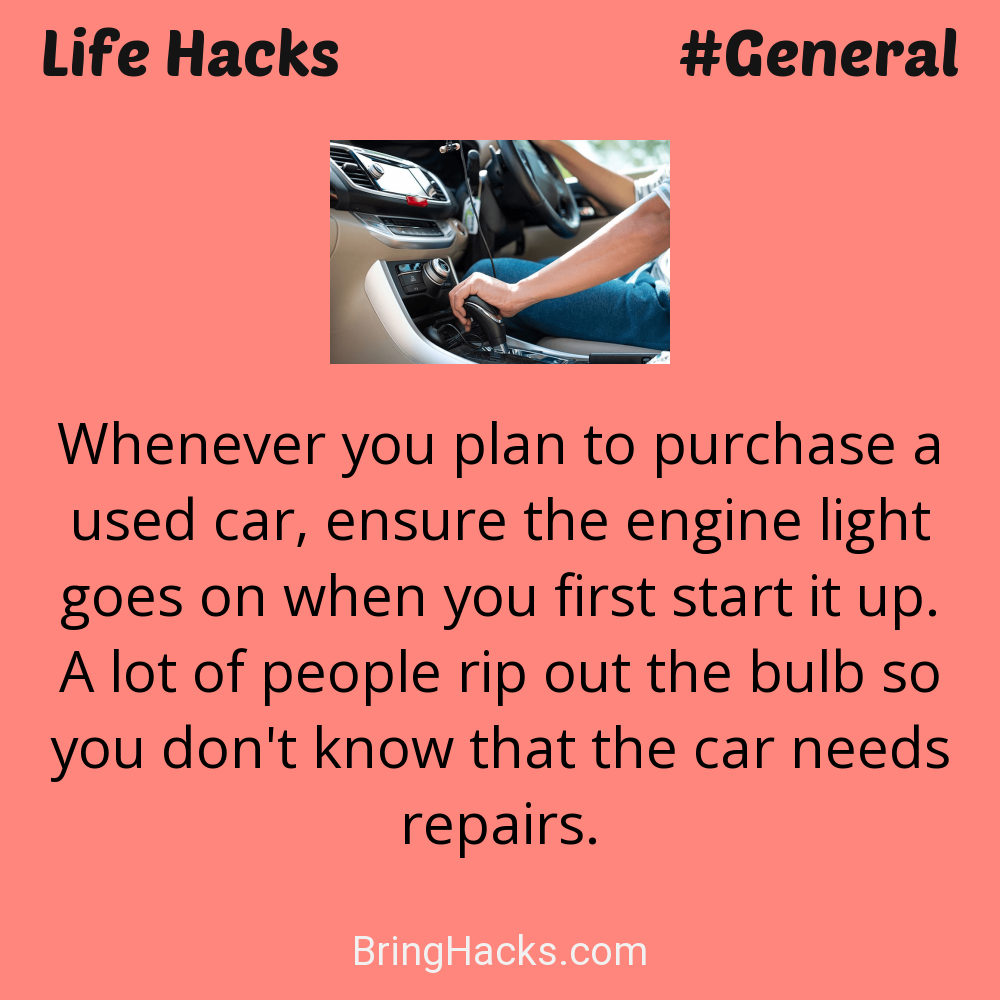 Life Hacks #General
Whenever you plan to purchase a
used car, ensure the engine light
goes on when you first start it up.
A lot of people rip out the bulb so
you don't know that the car needs
repairs.
BringHacks.com